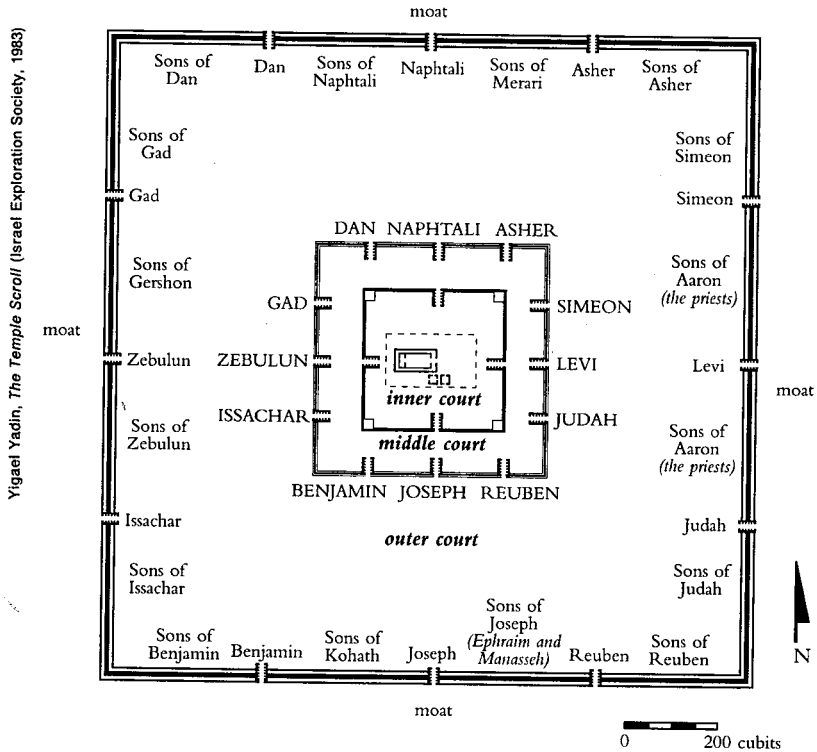 Yigael Yadin, The Temple Scroll (Israel Exploration Society, 1983)
moat
Sons of
Dan
Dan
Sons of
Naphtali
Naphtali
Sons of
Merari
Asher
Sons of
Asher
Sons of
Gad
Sons of
Simeon
Gad
Simeon
DAN NAPHTALI ASHER
Sons of
Gershon
Sons of
Aaron
(the priests)
GAD
SIMEON
moat
Zebulun
ZEBULUN
LEVI
Levi
moat
inner court
ISSACHAR
JUDAH
Sons of
Zebulun
middle court
Sons of
Aaron
(the priests)
BENJAMIN JOSEPH REUBEN
Issachar
outer court
Judah
Sons of
Issachar
Sons of
Judah
Sons of
Benjamin
Benjamin
Sons of
Kohath
Joseph
Sons of
Joseph
(Ephraim and
Manasseh)
Reuben
Sons of
Reuben
N
moat
0 200 cubits